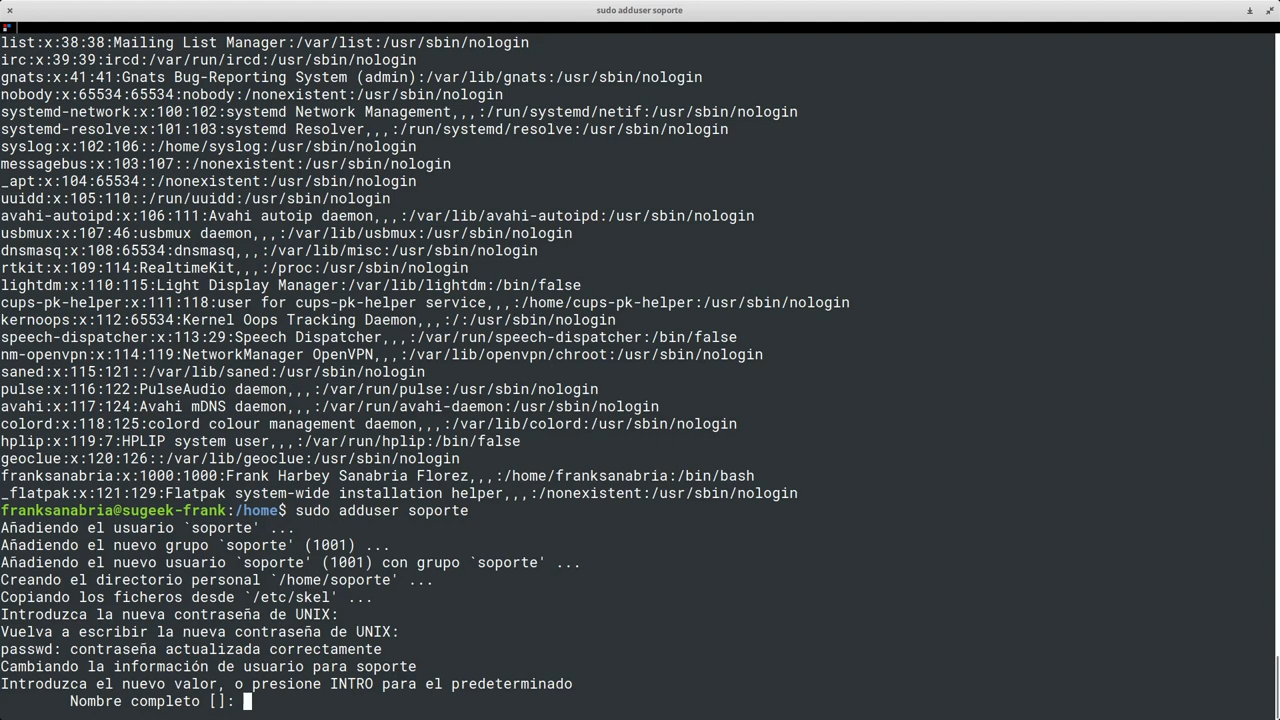 sudo adduser soporte
list:x:38:38:Mailing List Manager:/var/list:/usr/sbin/nologin
irc:x:39:39:ircd:/var/run/ircd:/usr/sbin/nologin
gnats:x:41:41:Gnats Bug-Reporting System (admin):/var/lib/gnats:/usr/sbin/nologin
nobody:x:65534:65534:nobody:/nonexistent:/usr/sbin/nologin
systemd-network:x:100:102:systemd Network Management,,,:/run/systemd/netif:/usr/sbin/nologin
systemd-resolve:x:101:103:systemd Resolver,,,:/run/systemd/resolve:/usr/sbin/nologin
syslog:x:102:106::/home/syslog:/usr/sbin/nologin
messagebus:x:103:107::/nonexistent:/usr/sbin/nologin
_apt:x:104:65534::/nonexistent:/usr/sbin/nologin
uuidd:x:105:110::/run/uuidd:/usr/sbin/nologin
avahi-autoipd:x:106:111:Avahi autoip daemon,,,:/var/lib/avahi-autoipd:/usr/sbin/nologin
usbmux:x:107:46:usbmux daemon,,,:/var/lib/usbmux:/usr/sbin/nologin
dnsmasq:x:108:65534:dnsmasq,,,:/var/lib/misc:/usr/sbin/nologin
rtkit:x:109:114:RealtimeKit,,,:/proc:/usr/sbin/nologin
lightdm:x:110:115:Light Display Manager:/var/lib/lightdm:/bin/false
cups-pk-helper:x:111:118:user for cups-pk-helper service,,,:/home/cups-pk-helper:/usr/sbin/nologin
kernoops:x:112:65534:Kernel Oops Tracking Daemon,,,:/:/usr/sbin/nologin
speech-dispatcher:x:113:29:Speech Dispatcher,,,:/var/run/speech-dispatcher:/bin/false
nm-openvpn:x:114:119:NetworkManager OpenVPN,,,:/var/lib/openvpn/chroot:/usr/sbin/nologin
saned:x:115:121::/var/lib/saned:/usr/sbin/nologin
pulse:x:116:122:PulseAudio daemon,,,:/var/run/pulse:/usr/sbin/nologin
avahi:x:117:124:Avahi mDNS daemon,,,:/var/run/avahi-daemon:/usr/sbin/nologin
colord:x:118:125:colord colour management daemon,,,:/var/lib/colord:/usr/sbin/nologin
hplip:x:119:7:HPLIP system user,,,:/var/run/hplip:/bin/false
geoclue:x:120:126::/var/lib/geoclue:/usr/sbin/nologin
franksanabria:x:1000:1000:Frank Harbey Sanabria Florez,,,:/home/franksanabria:/bin/bash
_flatpak:x:121:129:Flatpak system-wide installation helper,,,:/nonexistent:/usr/sbin/nologin
franksanabria@sugeek-frank:/home$ sudo adduser soporte
Añadiendo el usuario `soporte' ...
Añadiendo el nuevo grupo `soporte' (1001) ...
Añadiendo el nuevo usuario `soporte' (1001) con grupo `soporte' ...
Creando el directorio personal `/home/soporte' ...
Copiando los ficheros desde `/etc/skel' ...
Introduzca la nueva contraseña de UNIX:
Vuelva a escribir la nueva contraseña de UNIX:
passwd: contraseña actualizada correctamente
Cambiando la información de usuario para soporte
Introduzca el nuevo valor, o presione INTRO para el predeterminado
Nombre completo []: